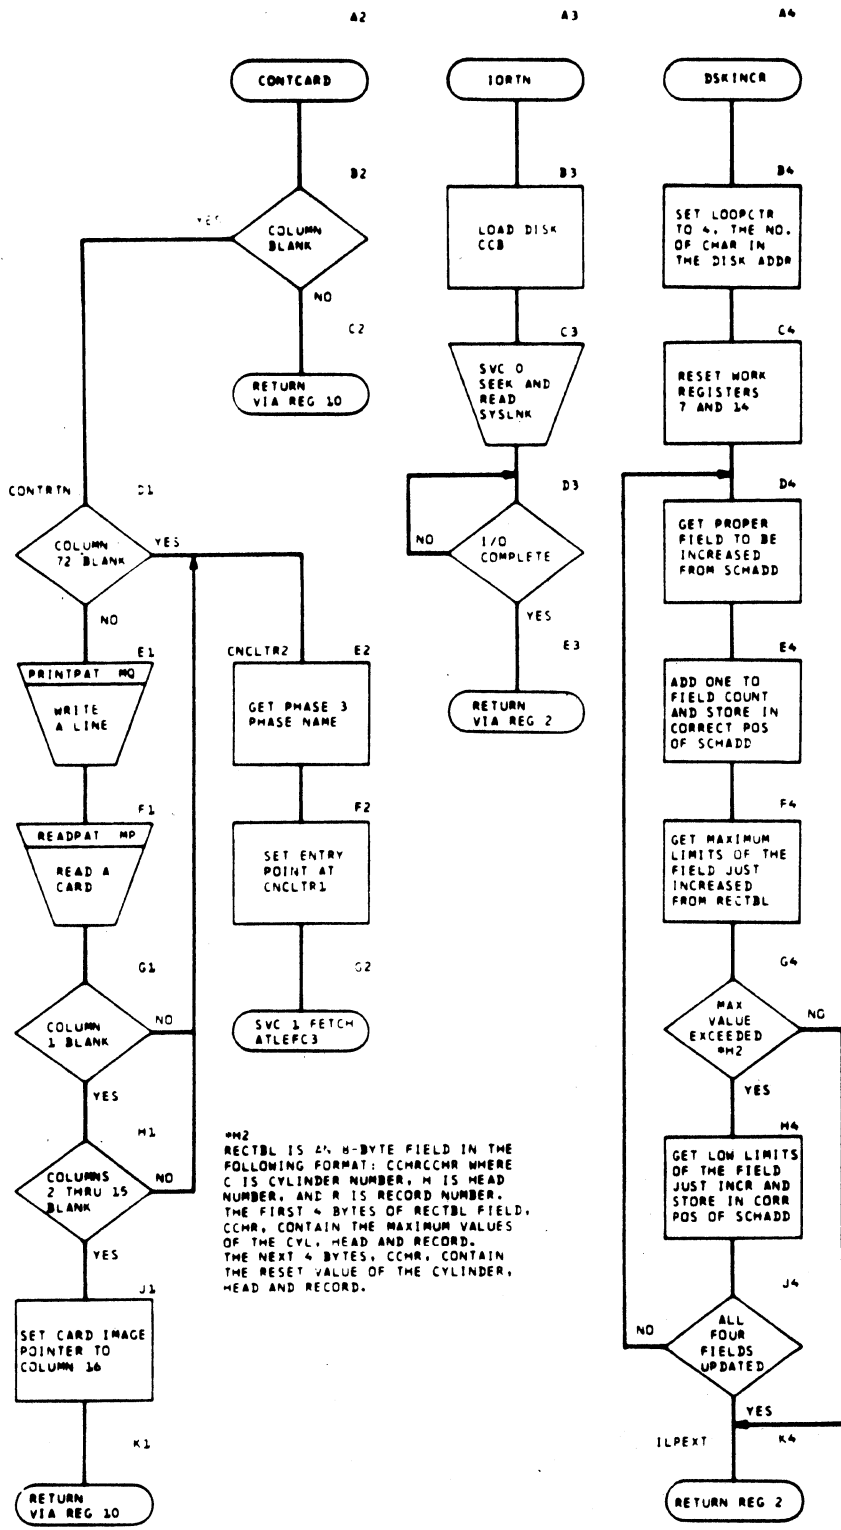 A2
CONTCARD
B2
COLUMN
BLANK
YES
NO
C2
RETURN
VIA REG 10
CONTRTN
D1
COLUMN
72 BLANK
YES
NO
E1
PRINTPAT MQ
WRITE
A LINE
F1
READPAT MP
READ A
CARD
G1
COLUMN
1 BLANK
NO
YES
H1
COLUMNS
2 THRU 15
BLANK
NO
YES
J1
SET CARD IMAGE
POINTER TO
COLUMN 16
K1
RETURN
VIA REG 10
CNCLTR2
E2
GET PHASE 3
PHASE NAME
F2
SET ENTRY
POINT AT
CNCLTR1
G2
SVC 1 FETCH
ATLEFC3
*H2
RECTBL IS AN 8-BYTE FIELD IN THE
FOLLOWING FORMAT: CCHRCCHR WHERE
C IS CYLINDER NUMBER, H IS HEAD
NUMBER, AND R IS RECORD NUMBER.
THE FIRST 4 BYTES OF RECTBL FIELD,
CCHR, CONTAIN THE MAXIMUM VALUES
OF THE CYL, HEAD AND RECORD.
THE NEXT 4 BYTES, CCHR, CONTAIN
THE RESET VALUE OF THE CYLINDER,
HEAD AND RECORD.
A3
IORTN
B3
LOAD DISK
CCB
C3
SVC 0
SEEK AND
READ
SYSLNK
D3
I/O
COMPLETE
NO
YES
E3
RETURN
VIA REG 2
A4
DSKINCR
B4
SET LOOPCTR
TO 4, THE NO.
OF CHAR IN
THE DISK ADDR
C4
RESET WORK
REGISTERS
7 AND 14
D4
GET PROPER
FIELD TO BE
INCREASED
FROM SCHADD
E4
ADD ONE TO
FIELD COUNT
AND STORE IN
CORRECT POS
OF SCHADD
F4
GET MAXIMUM
LIMITS OF THE
FIELD JUST
INCREASED
FROM RECTBL
G4
MAX
VALUE
EXCEEDED
*H2
NO
YES
H4
GET LOW LIMITS
OF THE FIELD
JUST INCR AND
STORE IN CORR
POS OF SCHADD
J4
ALL
FOUR
FIELDS
UPDATED
NO
YES
ILPEXT
K4
RETURN REG 2